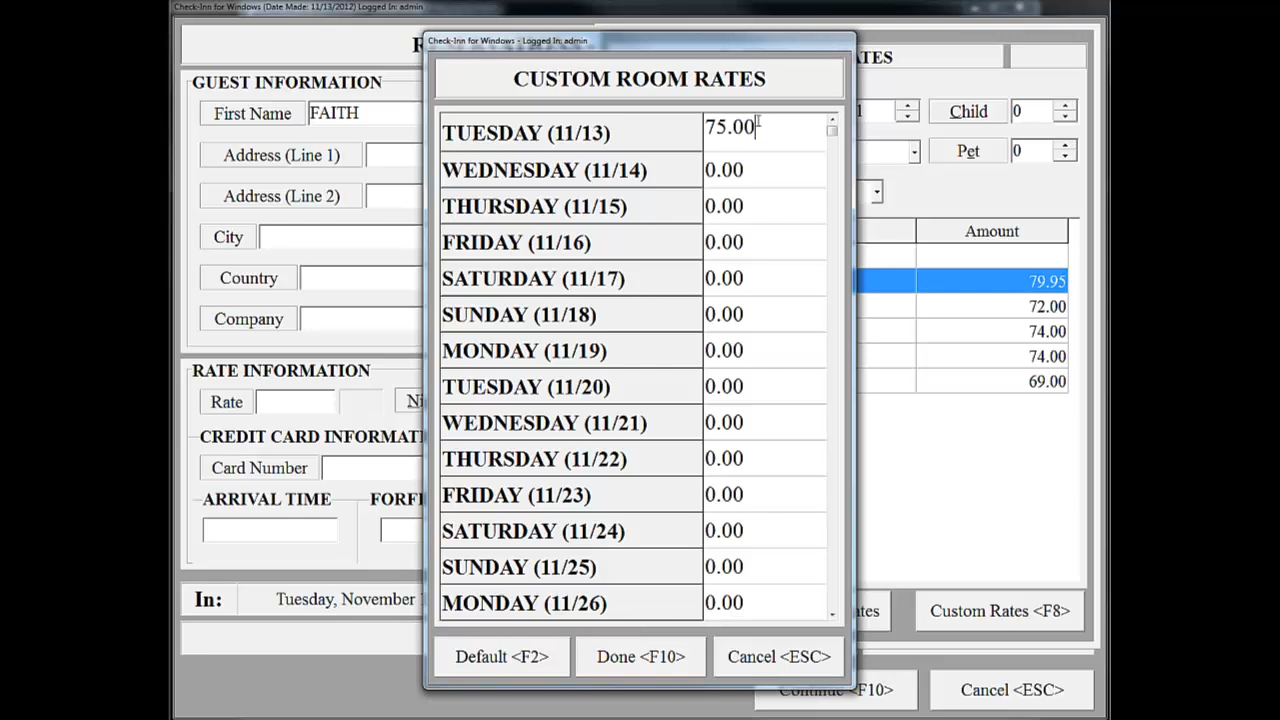 Check-Inn for Windows (Date Made: 11/13/2012) Logged In: admin
Check-Inn for Windows - Logged In: admin
CUSTOM ROOM RATES
TUESDAY (11/13) 75.00
WEDNESDAY (11/14) 0.00
THURSDAY (11/15) 0.00
FRIDAY (11/16) 0.00
SATURDAY (11/17) 0.00
SUNDAY (11/18) 0.00
MONDAY (11/19) 0.00
TUESDAY (11/20) 0.00
WEDNESDAY (11/21) 0.00
THURSDAY (11/22) 0.00
FRIDAY (11/23) 0.00
SATURDAY (11/24) 0.00
SUNDAY (11/25) 0.00
MONDAY (11/26) 0.00
Default <F2> Done <F10> Cancel <ESC>
GUEST INFORMATION
First Name FAITH
Address (Line 1)
Address (Line 2)
City
Country
Company
RATE INFORMATION
Rate
CREDIT CARD INFORMATI
Card Number
ARRIVAL TIME
In: Tuesday, November 1
ATES
1 Child 0
Pet 0
Amount
79.95
72.00
74.00
74.00
69.00
ates Custom Rates <F8>
Continue <F10> Cancel <ESC>